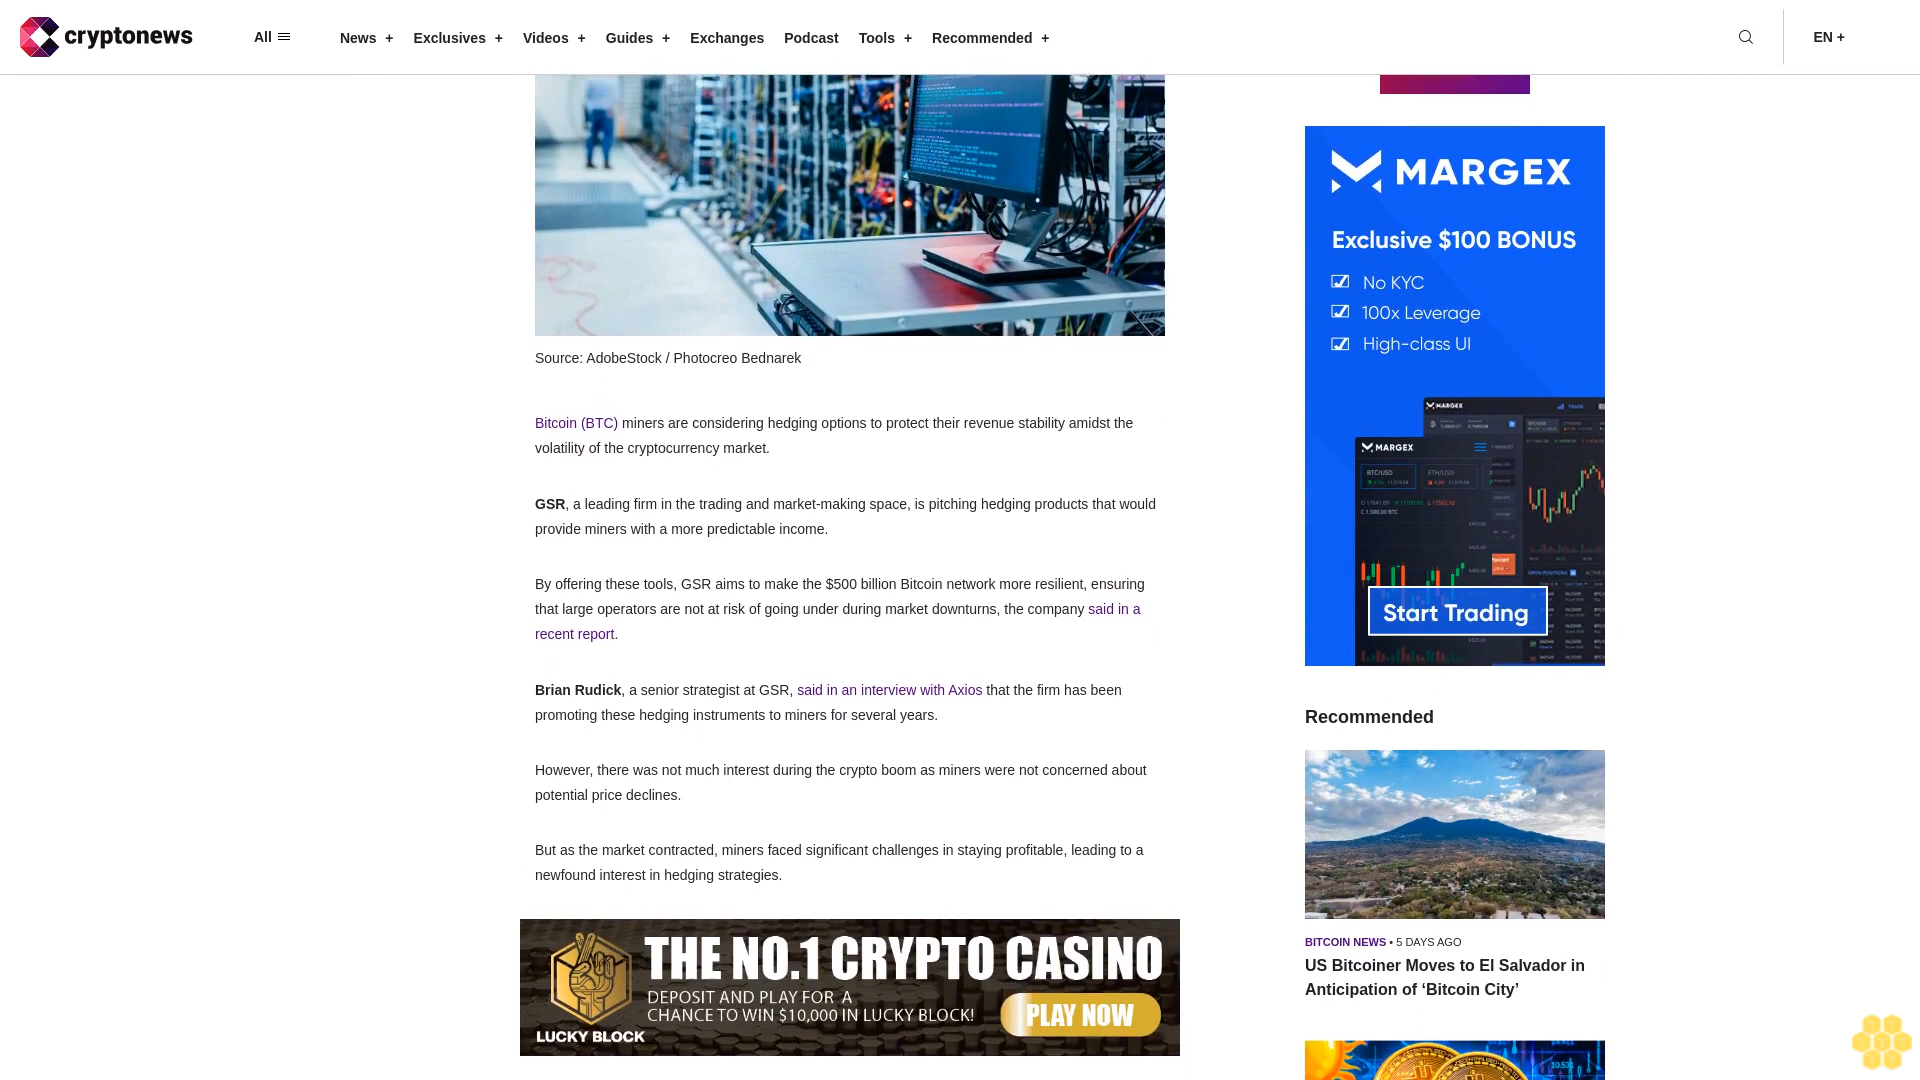 cryptonews
All
News +
Exclusives +
Videos +
Guides +
Exchanges
Podcast
Tools +
Recommended +
EN +
Source: AdobeStock / Photocreo Bednarek
Bitcoin (BTC) miners are considering hedging options to protect their revenue stability amidst the
volatility of the cryptocurrency market.
GSR, a leading firm in the trading and market-making space, is pitching hedging products that would
provide miners with a more predictable income.
By offering these tools, GSR aims to make the $500 billion Bitcoin network more resilient, ensuring
that large operators are not at risk of going under during market downturns, the company said in a
recent report.
Brian Rudick, a senior strategist at GSR, said in an interview with Axios that the firm has been
promoting these hedging instruments to miners for several years.
However, there was not much interest during the crypto boom as miners were not concerned about
potential price declines.
But as the market contracted, miners faced significant challenges in staying profitable, leading to a
newfound interest in hedging strategies.
THE NO.1 CRYPTO CASINO
DEPOSIT AND PLAY FOR A
CHANCE TO WIN $10,000 IN LUCKY BLOCK!
PLAY NOW
LUCKY BLOCK
MARGEX
Exclusive $100 BONUS
No KYC
100x Leverage
High-class UI
MARGEX
TRADE
MARGEX
BTC/USD
ETH/USD
OPEN POSITIONS
Start Trading
Recommended
BITCOIN NEWS • 5 DAYS AGO
US Bitcoiner Moves to El Salvador in
Anticipation of ‘Bitcoin City’